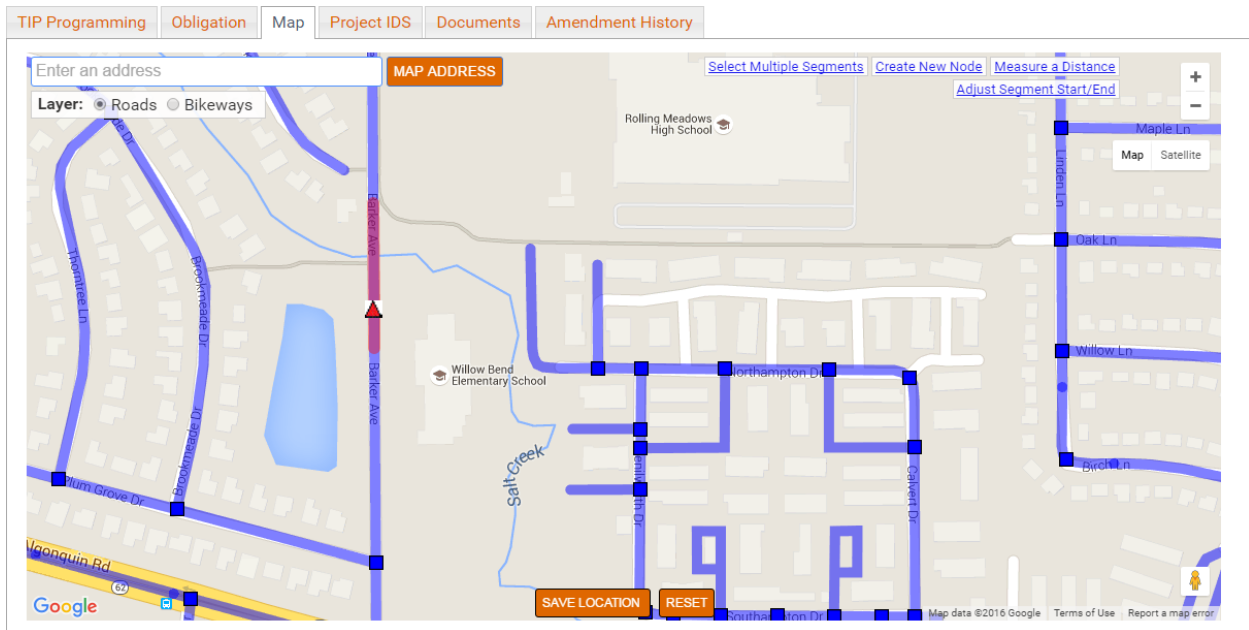 TIP Programming
Obligation
Map
Project IDS
Documents
Amendment History
Enter an address
MAP ADDRESS
Select Multiple Segments
Create New Node
Measure a Distance
Adjust Segment Start/End
+
−
Layer: Roads Bikeways
Map Satellite
Rolling Meadows
High School
Maple Ln
Linden Ln
Oak Ln
Willow Ln
Birch Ln
Barker Ave
Thorntree Ln
Brookmeade Dr
Willow Bend
Elementary School
Barker Ave
Northampton Dr
Brookmeade Dr
Plum Grove Dr
Salt Creek
Calvert Dr
Algonquin Rd
62
Southampton Dr
SAVE LOCATION
RESET
Google
Map data ©2016 Google
Terms of Use
Report a map error